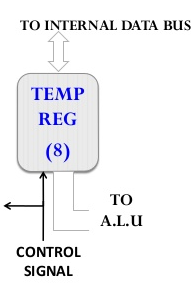 TO INTERNAL DATA BUS
TEMP
REG
(8)
TO
A.L.U
CONTROL
SIGNAL